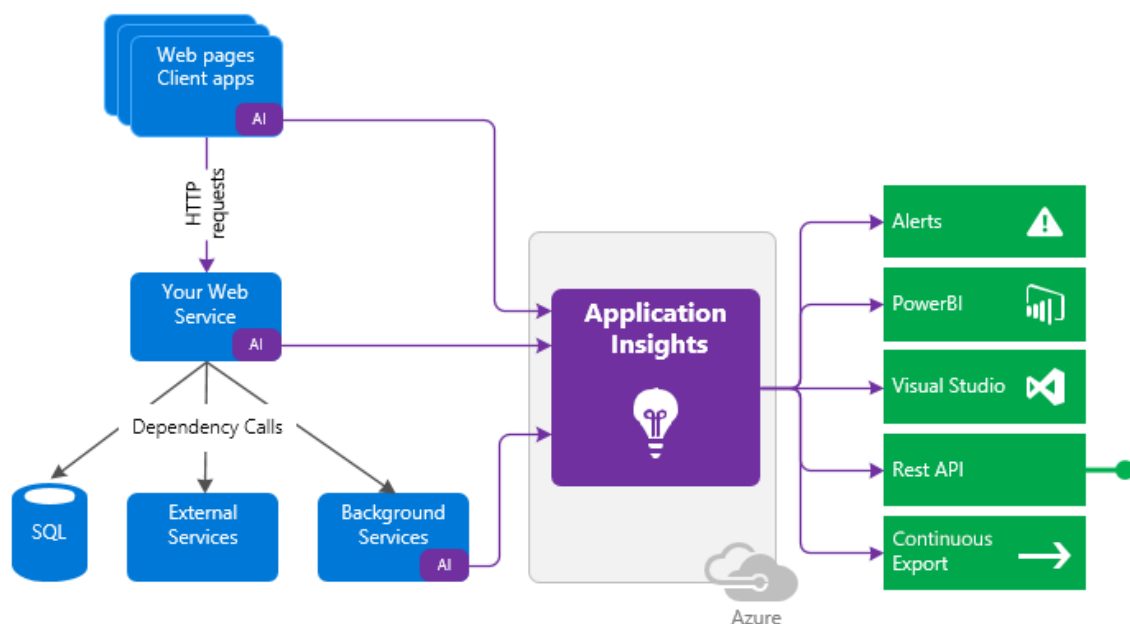 Web pages
Client apps
AI
HTTP
requests
Your Web
Service
AI
Dependency Calls
SQL
External
Services
Background
Services
AI
Application
Insights
Azure
Alerts
PowerBI
Visual Studio
Rest API
Continuous
Export